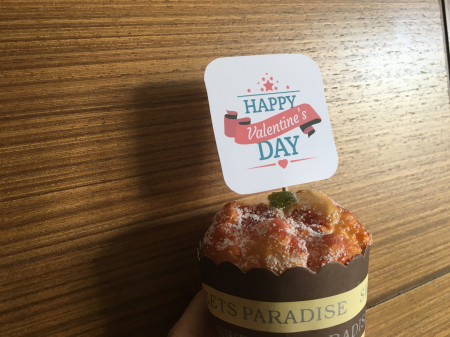 HAPPY
Valentine's
DAY
ETS PARADISE